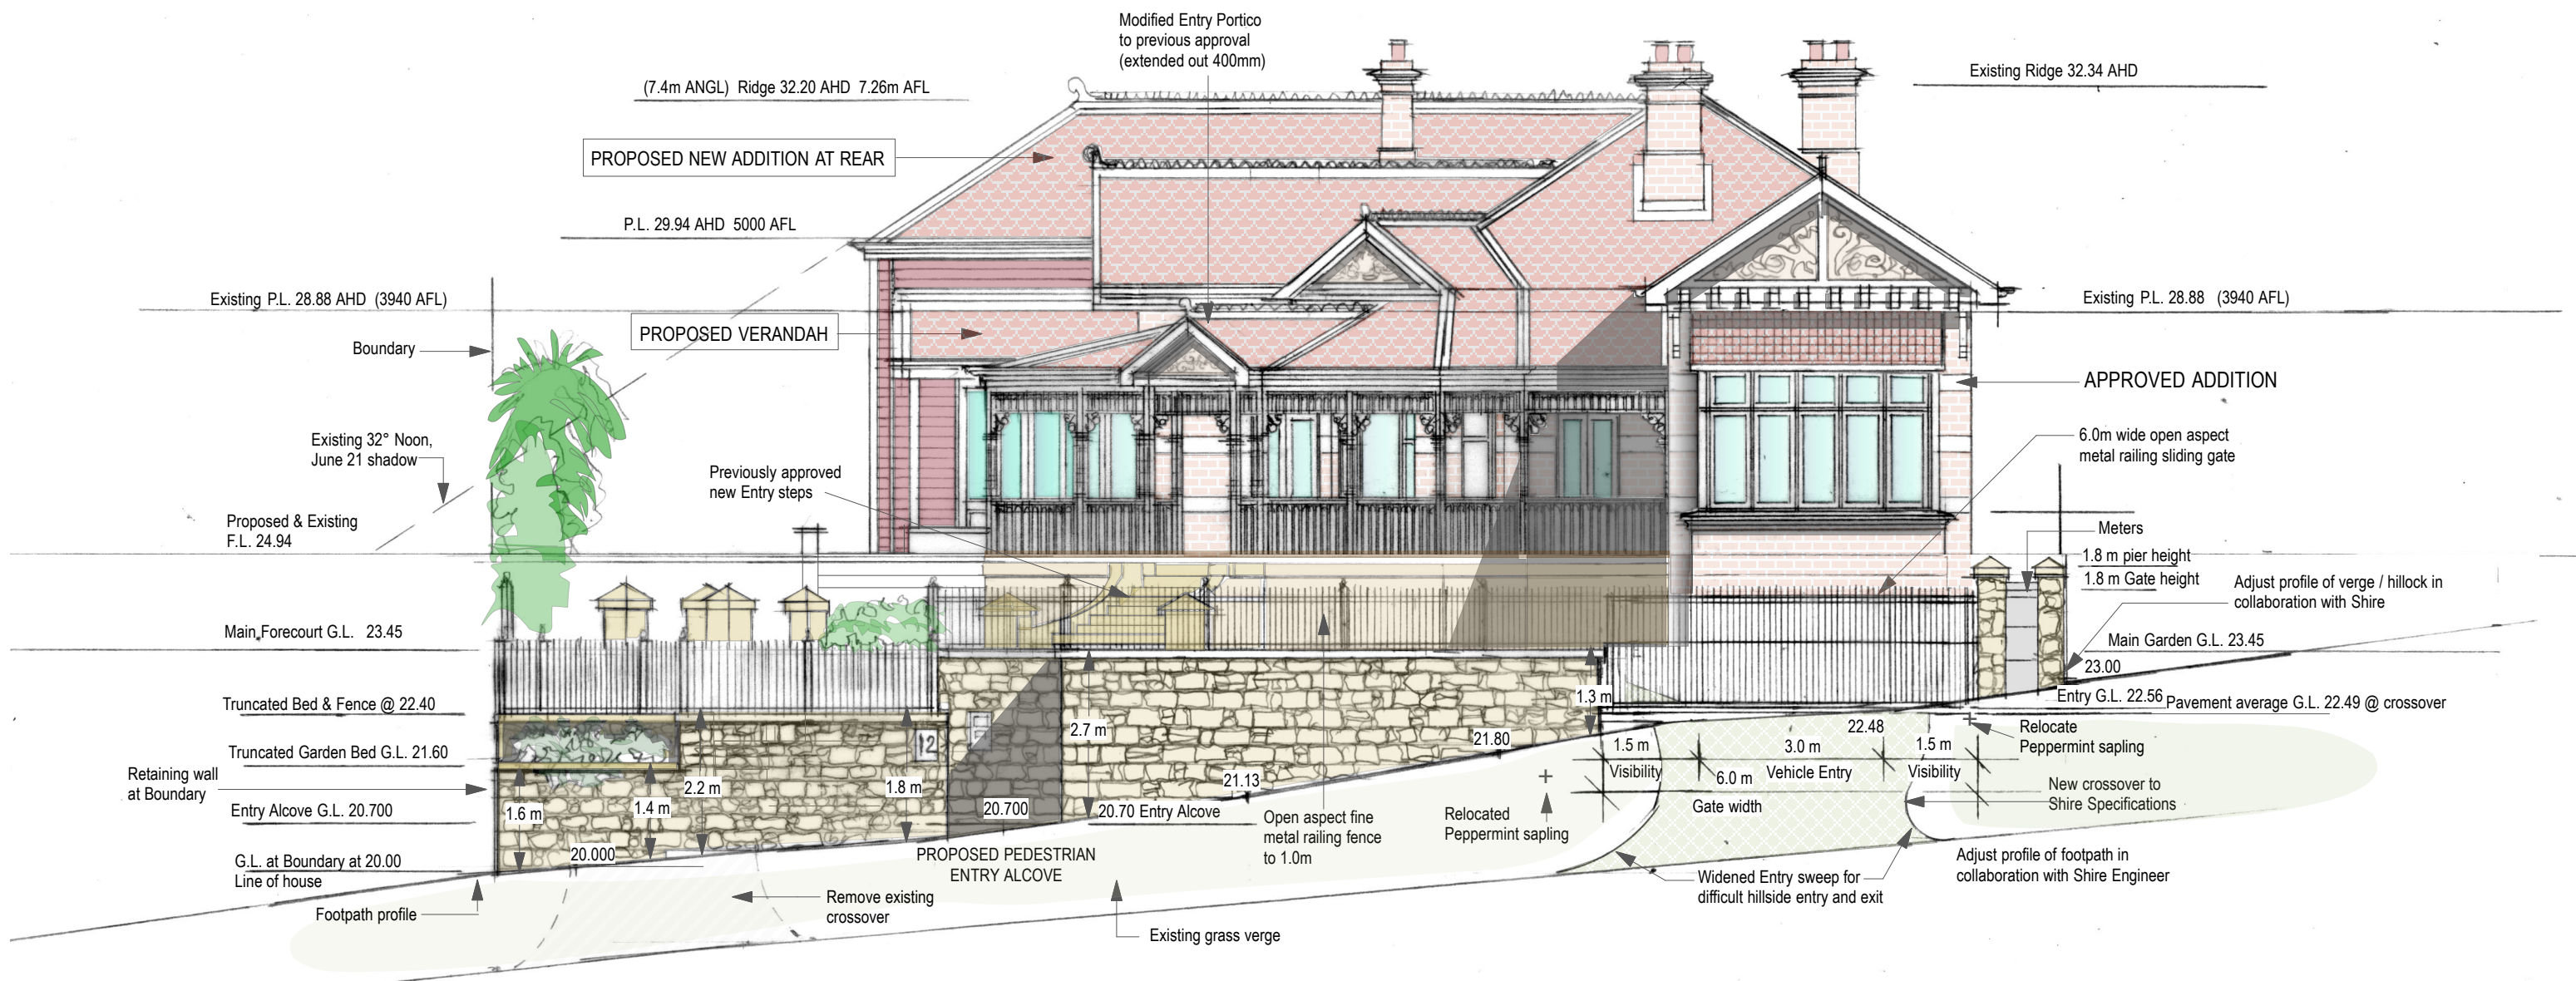 Modified Entry Portico
to previous approval
(extended out 400mm)
(7.4m ANGL) Ridge 32.20 AHD 7.26m AFL
Existing Ridge 32.34 AHD
PROPOSED NEW ADDITION AT REAR
P.L. 29.94 AHD 5000 AFL
Existing P.L. 28.88 AHD (3940 AFL)
Existing P.L. 28.88 (3940 AFL)
PROPOSED VERANDAH
Boundary
APPROVED ADDITION
Existing 32° Noon,
June 21 shadow
6.0m wide open aspect
metal railing sliding gate
Previously approved
new Entry steps
Proposed & Existing
F.L. 24.94
Meters
1.8 m pier height
1.8 m Gate height
Adjust profile of verge / hillock in
collaboration with Shire
Main Forecourt G.L. 23.45
Main Garden G.L. 23.45
23.00
Truncated Bed & Fence @ 22.40
1.3 m
Entry G.L. 22.56
Pavement average G.L. 22.49 @ crossover
2.7 m
12
21.80
22.48
Relocate
Peppermint sapling
Truncated Garden Bed G.L. 21.60
1.5 m
3.0 m
1.5 m
Visibility
6.0 m
Vehicle Entry
Visibility
Gate width
Retaining wall
at Boundary
2.2 m
1.8 m
21.13
New crossover to
Shire Specifications
1.6 m
1.4 m
20.700
20.70 Entry Alcove
Entry Alcove G.L. 20.700
Open aspect fine
metal railing fence
to 1.0m
Relocated
Peppermint sapling
G.L. at Boundary at 20.00
Line of house
20.000
PROPOSED PEDESTRIAN
ENTRY ALCOVE
Adjust profile of footpath in
collaboration with Shire Engineer
Widened Entry sweep for
difficult hillside entry and exit
Footpath profile
Remove existing
crossover
Existing grass verge